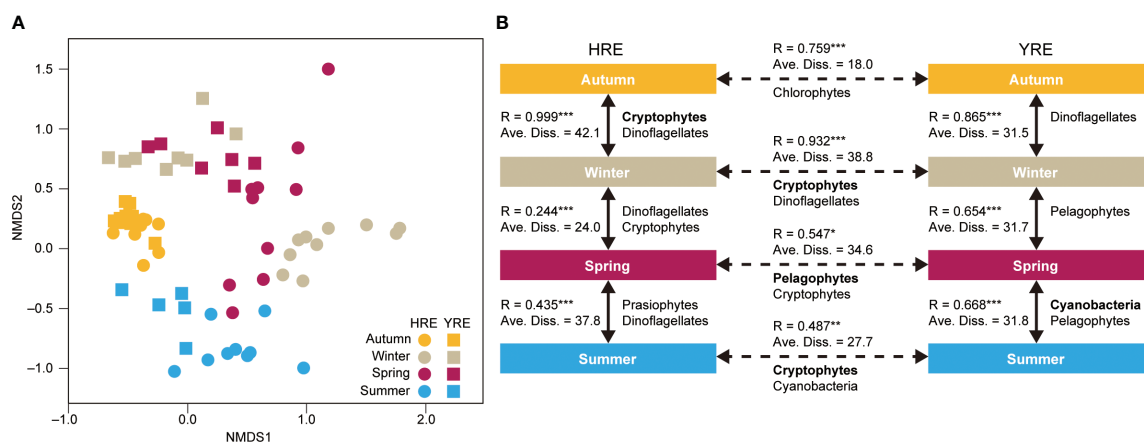 A
NMDS2
1.5
1.0
0.5
0.0
−0.5
−1.0
−1.0
0.0
1.0
2.0
NMDS1
HRE YRE
Autumn
Winter
Spring
Summer
B
HRE
YRE
R = 0.759***
Ave. Diss. = 18.0
Autumn
Autumn
Chlorophytes
R = 0.999***
Ave. Diss. = 42.1
Cryptophytes
Dinoflagellates
R = 0.865***
Ave. Diss. = 31.5
Dinoflagellates
R = 0.932***
Ave. Diss. = 38.8
Winter
Winter
Cryptophytes
Dinoflagellates
R = 0.244***
Ave. Diss. = 24.0
Dinoflagellates
Cryptophytes
R = 0.654***
Ave. Diss. = 31.7
Pelagophytes
R = 0.547*
Ave. Diss. = 34.6
Spring
Spring
Pelagophytes
Cryptophytes
R = 0.435***
Ave. Diss. = 37.8
Prasiophytes
Dinoflagellates
R = 0.668***
Ave. Diss. = 31.8
Cyanobacteria
Pelagophytes
R = 0.487**
Ave. Diss. = 27.7
Summer
Summer
Cryptophytes
Cyanobacteria